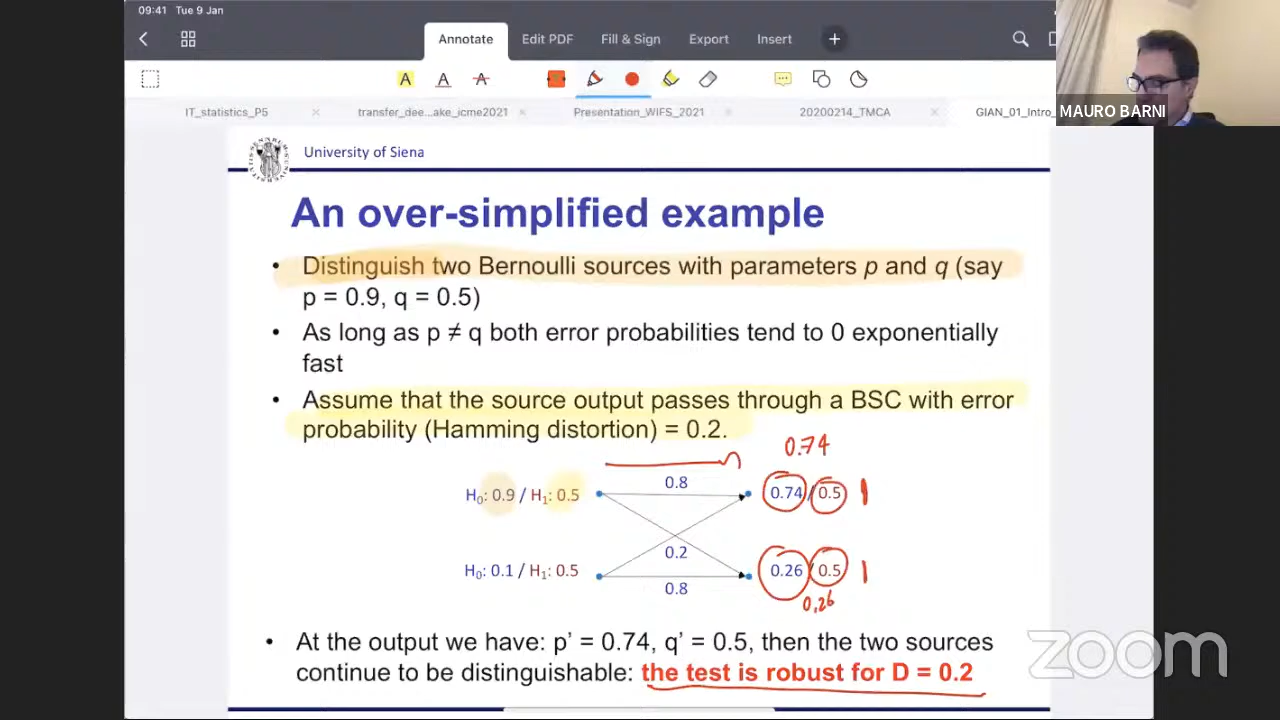 09:41 Tue 9 Jan
Annotate Edit PDF Fill & Sign Export Insert
A A A
IT_statistics_P5 transfer_dee...ake_icme2021 Presentation_WIFS_2021 20200214_TMCA GIAN_01_Intro_
MAURO BARNI
University of Siena
An over-simplified example
• Distinguish two Bernoulli sources with parameters p and q (say
p = 0.9, q = 0.5)
• As long as p ≠ q both error probabilities tend to 0 exponentially
fast
• Assume that the source output passes through a BSC with error
probability (Hamming distortion) = 0.2.
0.74
0.8
H₀: 0.9 / H₁: 0.5 0.74 / 0.5 1
0.2
H₀: 0.1 / H₁: 0.5 0.26 / 0.5 1
0.8
0,26
• At the output we have: p’ = 0.74, q’ = 0.5, then the two sources
continue to be distinguishable: the test is robust for D = 0.2
zoom